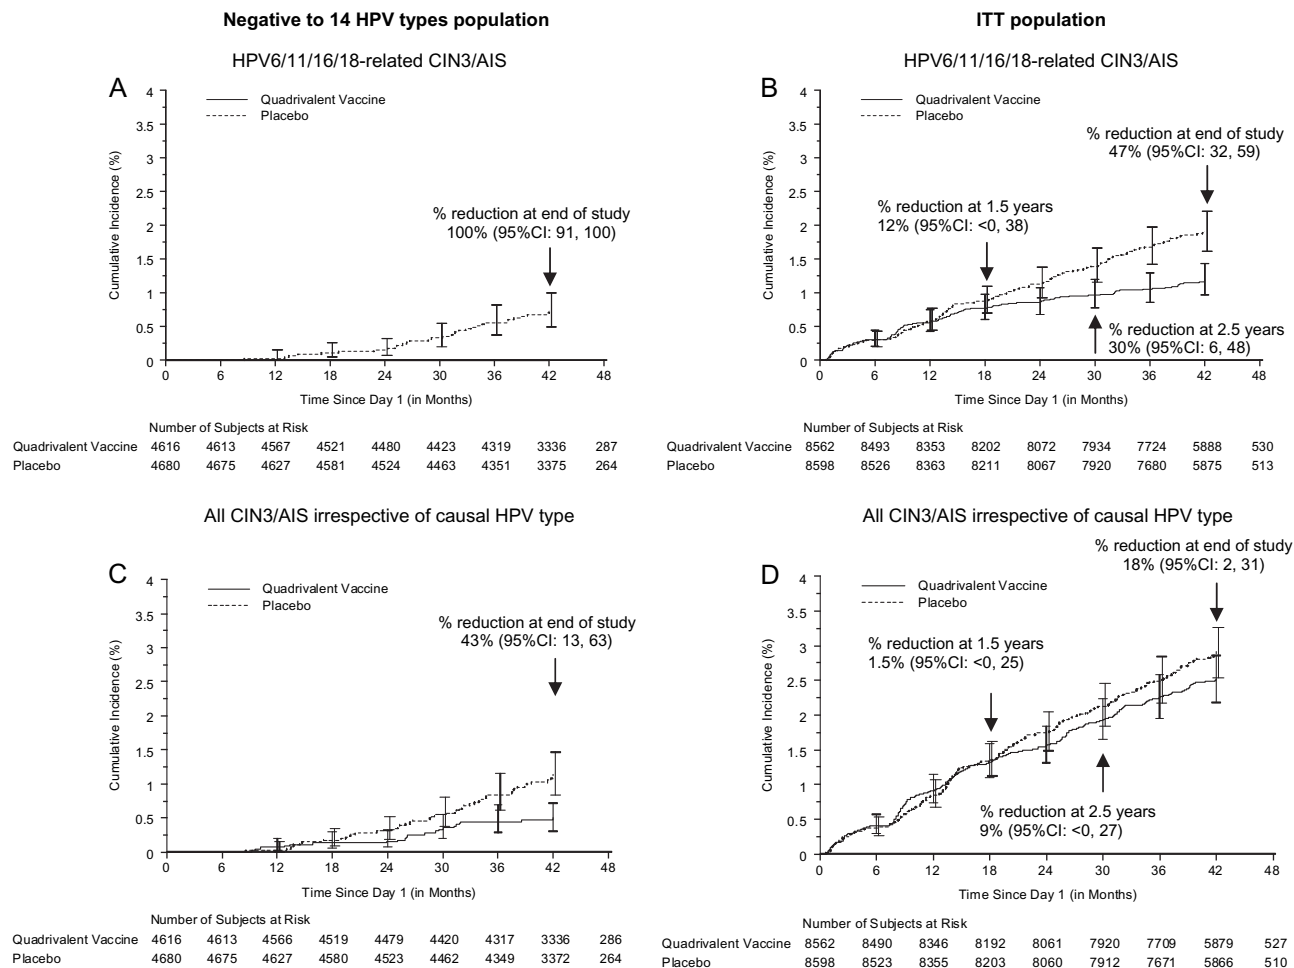 Negative to 14 HPV types population
HPV6/11/16/18-related CIN3/AIS
A
Quadrivalent Vaccine
Placebo
% reduction at end of study
100% (95%CI: 91, 100)
Cumulative Incidence (%)
4
3.5
3
2.5
2
1.5
1
0.5
0
0 6 12 18 24 30 36 42 48
Time Since Day 1 (in Months)
Number of Subjects at Risk
Quadrivalent Vaccine 4616 4613 4567 4521 4480 4423 4319 3336 287
Placebo 4680 4675 4627 4581 4524 4463 4351 3375 264
ITT population
HPV6/11/16/18-related CIN3/AIS
B
Quadrivalent Vaccine
Placebo
% reduction at end of study
47% (95%CI: 32, 59)
% reduction at 1.5 years
12% (95%CI: <0, 38)
% reduction at 2.5 years
30% (95%CI: 6, 48)
Cumulative Incidence (%)
4
3.5
3
2.5
2
1.5
1
0.5
0
0 6 12 18 24 30 36 42 48
Time Since Day 1 (in Months)
Number of Subjects at Risk
Quadrivalent Vaccine 8562 8493 8353 8202 8072 7934 7724 5888 530
Placebo 8598 8526 8363 8211 8067 7920 7680 5875 513
All CIN3/AIS irrespective of causal HPV type
C
Quadrivalent Vaccine
Placebo
% reduction at end of study
43% (95%CI: 13, 63)
Cumulative Incidence (%)
4
3.5
3
2.5
2
1.5
1
0.5
0
0 6 12 18 24 30 36 42 48
Time Since Day 1 (in Months)
Number of Subjects at Risk
Quadrivalent Vaccine 4616 4613 4566 4519 4479 4420 4317 3336 286
Placebo 4680 4675 4627 4580 4523 4462 4349 3372 264
All CIN3/AIS irrespective of causal HPV type
D
% reduction at end of study
18% (95%CI: 2, 31)
Quadrivalent Vaccine
Placebo
% reduction at 1.5 years
1.5% (95%CI: <0, 25)
% reduction at 2.5 years
9% (95%CI: <0, 27)
Cumulative Incidence (%)
4
3.5
3
2.5
2
1.5
1
0.5
0
0 6 12 18 24 30 36 42 48
Time Since Day 1 (in Months)
Number of Subjects at Risk
Quadrivalent Vaccine 8562 8490 8346 8192 8061 7920 7709 5879 527
Placebo 8598 8523 8355 8203 8060 7912 7671 5866 510